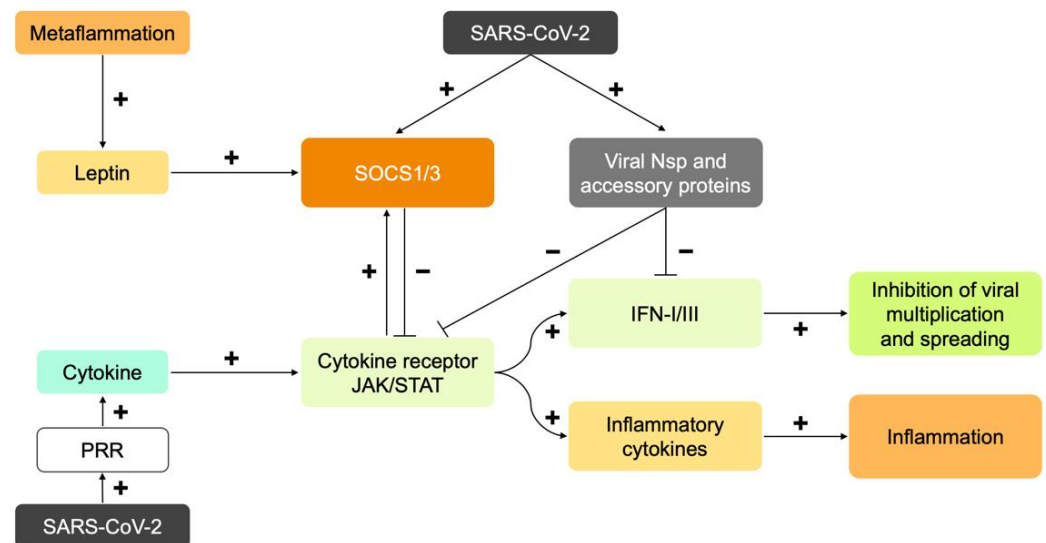 Metaflammation
SARS-CoV-2
+
+
+
Leptin
+
SOCS1/3
Viral Nsp and
accessory proteins
+
−
−
−
Cytokine
+
Cytokine receptor
JAK/STAT
+
IFN-I/III
+
Inhibition of viral
multiplication
and spreading
+
PRR
+
Inflammatory
cytokines
+
Inflammation
+
SARS-CoV-2